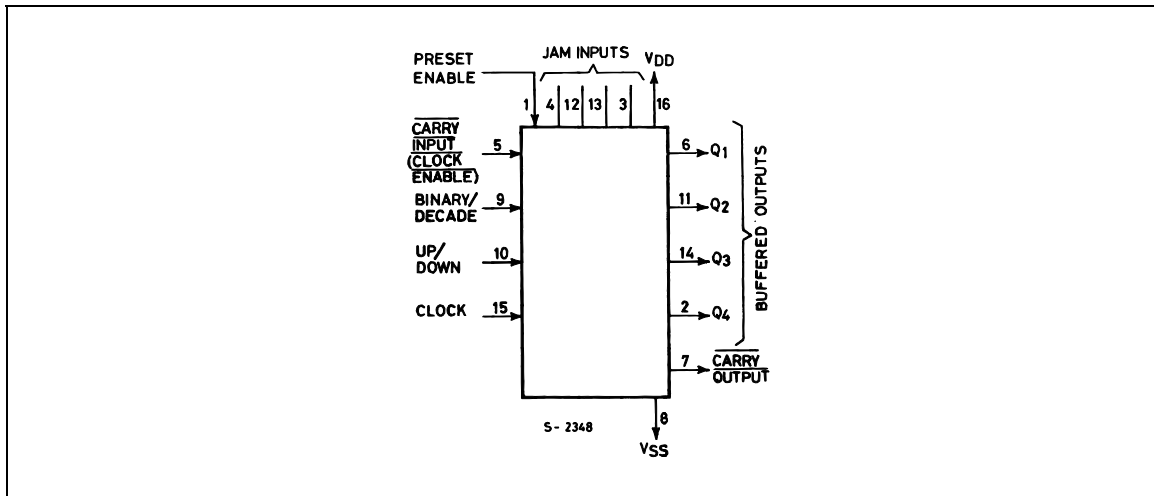 PRESET
ENABLE
JAM INPUTS
VDD
1 4 12 13 3 16
CARRY
INPUT
(CLOCK
ENABLE)
5
6 Q1
BINARY/
DECADE
9
11 Q2
UP/
DOWN
10
14 Q3
CLOCK
15
2 Q4
BUFFERED OUTPUTS
7 CARRY
OUTPUT
S-2348
8
VSS